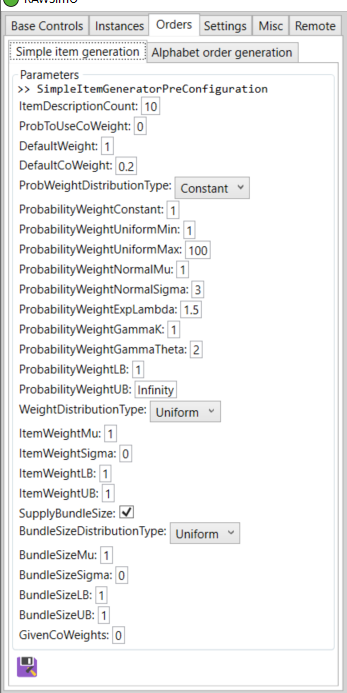 RAWSimO
Base Controls Instances Orders Settings Misc Remote
Simple item generation Alphabet order generation
Parameters
>> SimpleItemGeneratorPreConfiguration
ItemDescriptionCount: 10
ProbToUseCoWeight: 0
DefaultWeight: 1
DefaultCoWeight: 0.2
ProbWeightDistributionType: Constant
ProbabilityWeightConstant: 1
ProbabilityWeightUniformMin: 1
ProbabilityWeightUniformMax: 100
ProbabilityWeightNormalMu: 1
ProbabilityWeightNormalSigma: 3
ProbabilityWeightExpLambda: 1.5
ProbabilityWeightGammaK: 1
ProbabilityWeightGammaTheta: 2
ProbabilityWeightLB: 1
ProbabilityWeightUB: Infinity
WeightDistributionType: Uniform
ItemWeightMu: 1
ItemWeightSigma: 0
ItemWeightLB: 1
ItemWeightUB: 1
SupplyBundleSize:
BundleSizeDistributionType: Uniform
BundleSizeMu: 1
BundleSizeSigma: 0
BundleSizeLB: 1
BundleSizeUB: 1
GivenCoWeights: 0